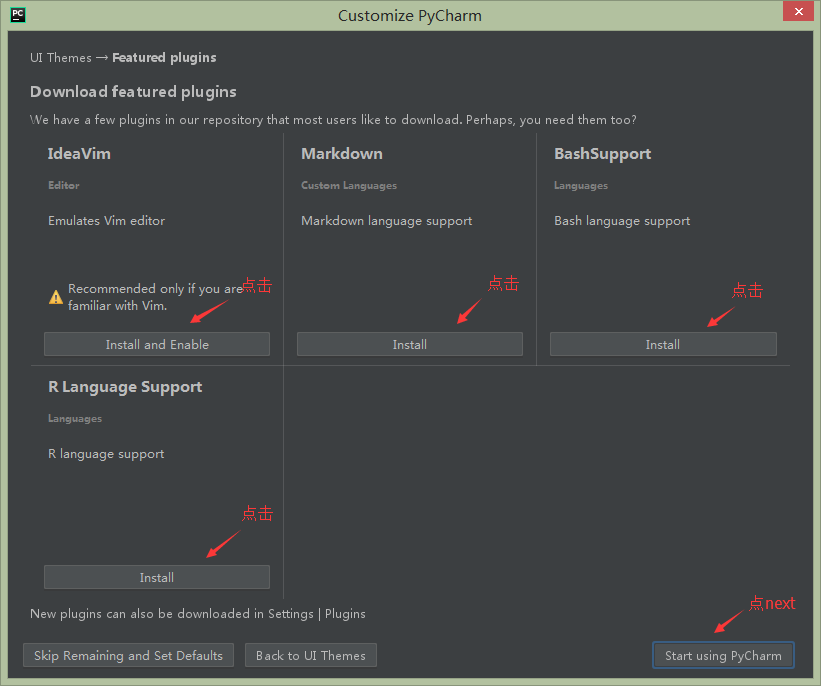 PC
Customize PyCharm
UI Themes → Featured plugins
Download featured plugins
We have a few plugins in our repository that most users like to download. Perhaps, you need them too?
IdeaVim
Editor
Emulates Vim editor
Recommended only if you are
familiar with Vim.
点击
Install and Enable
Markdown
Custom Languages
Markdown language support
点击
Install
BashSupport
Languages
Bash language support
点击
Install
R Language Support
Languages
R language support
点击
Install
New plugins can also be downloaded in Settings | Plugins
点next
Skip Remaining and Set Defaults
Back to UI Themes
Start using PyCharm